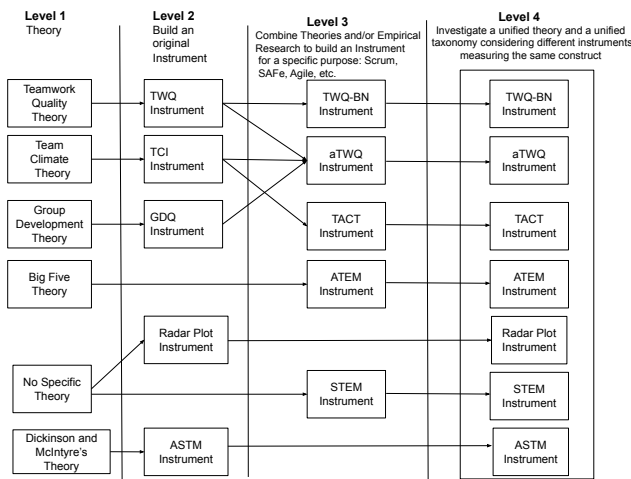 Level 1
Theory
Level 2
Build an
original
Instrument
Level 3
Combine Theories and/or Empirical
Research to build an Instrument
for a specific purpose: Scrum,
SAFe, Agile, etc.
Level 4
Investigate a unified theory and a unified
taxonomy considering different instruments
measuring the same construct
Teamwork
Quality
Theory
TWQ
Instrument
TWQ-BN
Instrument
TWQ-BN
Instrument
Team
Climate
Theory
TCI
Instrument
aTWQ
Instrument
aTWQ
Instrument
Group
Development
Theory
GDQ
Instrument
TACT
Instrument
TACT
Instrument
Big Five
Theory
ATEM
Instrument
ATEM
Instrument
Radar Plot
Instrument
Radar Plot
Instrument
No Specific
Theory
STEM
Instrument
STEM
Instrument
Dickinson and
McIntyre's
Theory
ASTM
Instrument
ASTM
Instrument